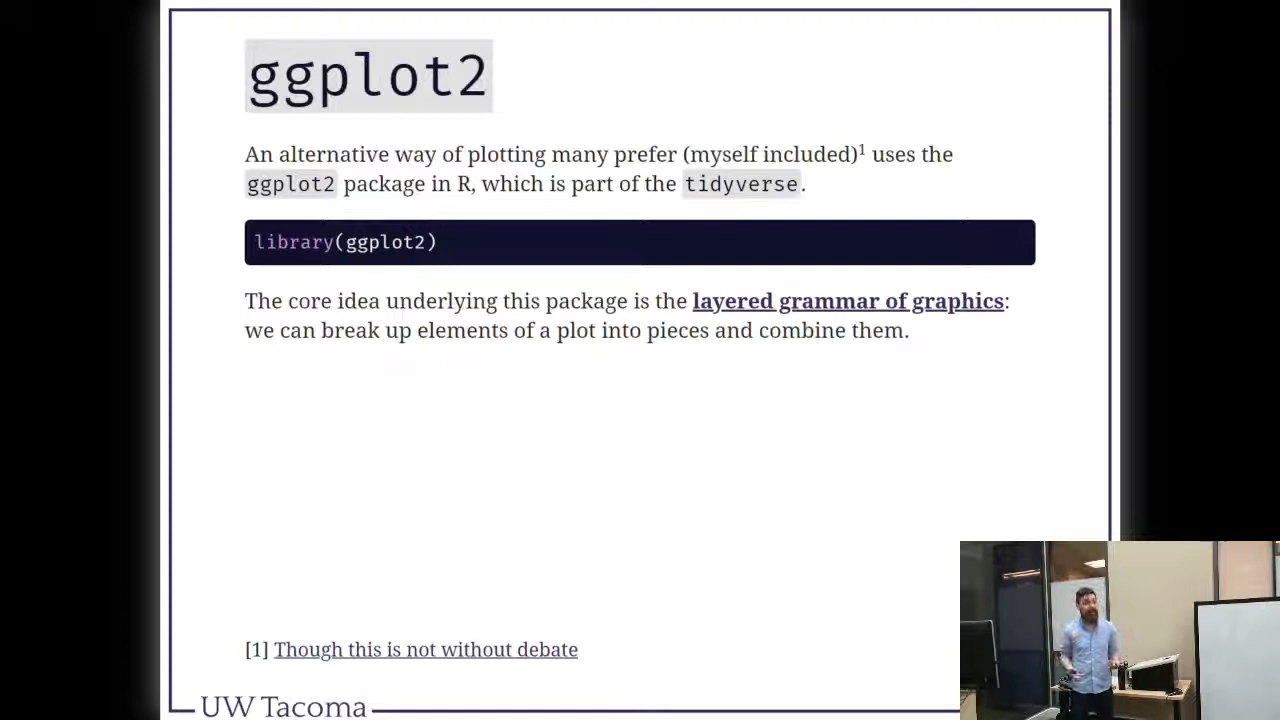 ggplot2
An alternative way of plotting many prefer (myself included)¹ uses the
ggplot2 package in R, which is part of the tidyverse.
library(ggplot2)
The core idea underlying this package is the layered grammar of graphics:
we can break up elements of a plot into pieces and combine them.
[1] Though this is not without debate
UW Tacoma